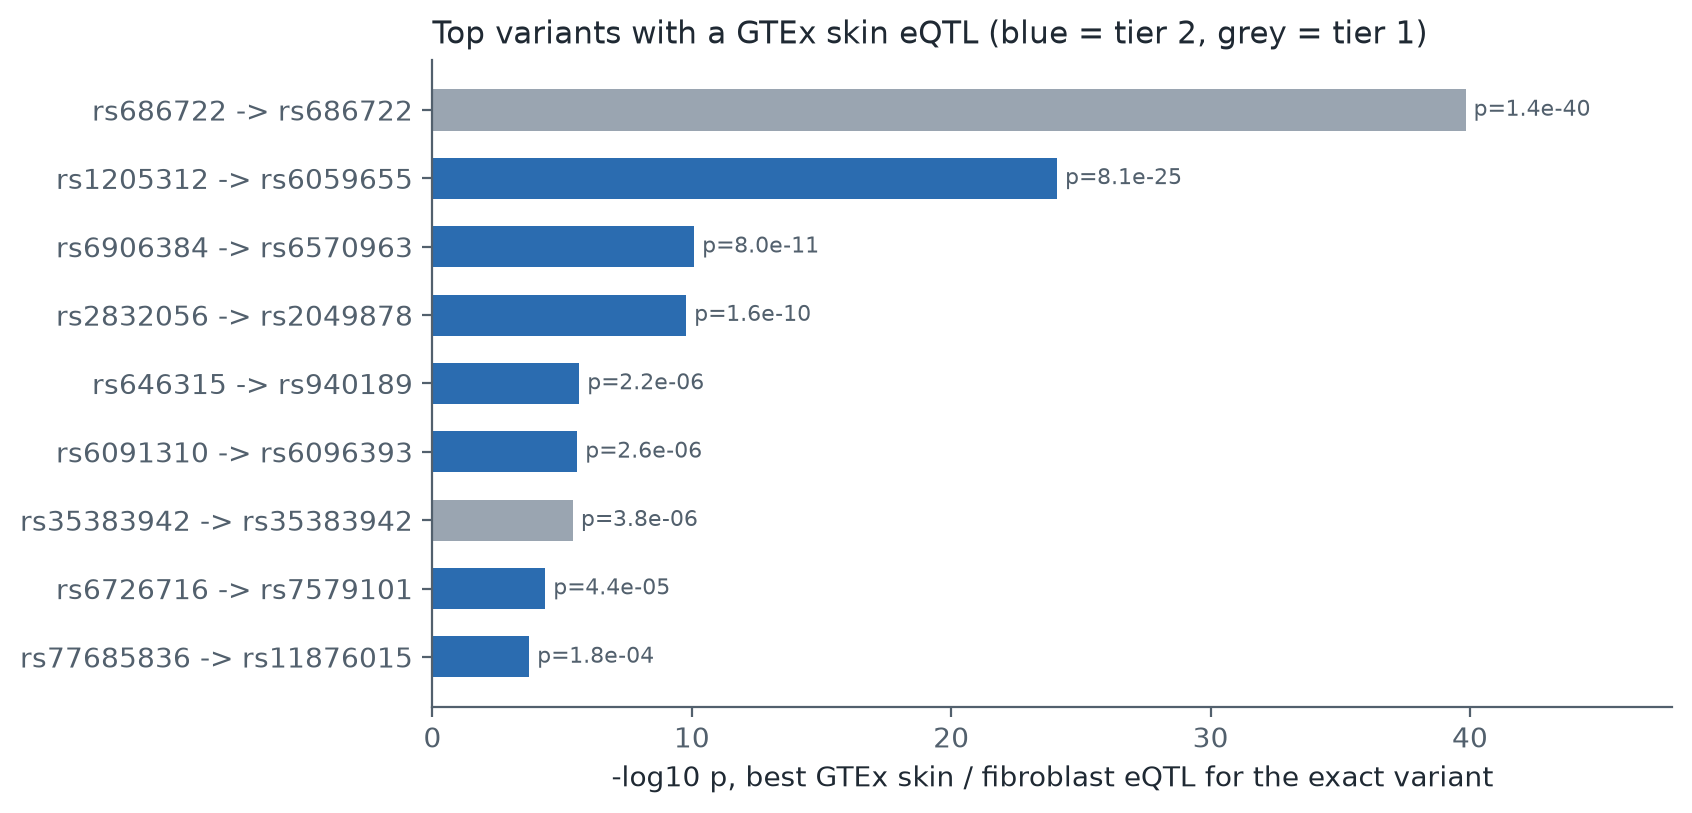 Top variants with a GTEx skin eQTL (blue = tier 2, grey = tier 1)
rs686722 -> rs686722 p=1.4e-40
rs1205312 -> rs6059655 p=8.1e-25
rs6906384 -> rs6570963 p=8.0e-11
rs2832056 -> rs2049878 p=1.6e-10
rs646315 -> rs940189 p=2.2e-06
rs6091310 -> rs6096393 p=2.6e-06
rs35383942 -> rs35383942 p=3.8e-06
rs6726716 -> rs7579101 p=4.4e-05
rs77685836 -> rs11876015 p=1.8e-04
0 10 20 30 40
-log10 p, best GTEx skin / fibroblast eQTL for the exact variant